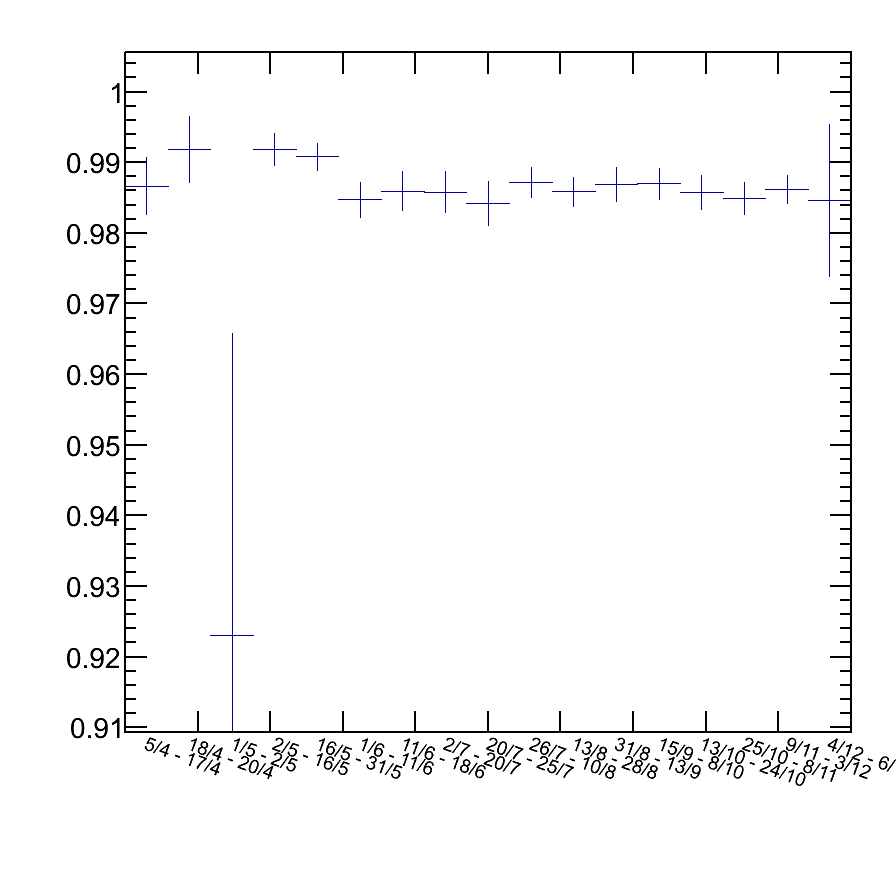 1
0.99
0.98
0.97
0.96
0.95
0.94
0.93
0.92
0.91
5/4 - 17/4
18/4 - 20/4
1/5 - 2/5
2/5 - 16/5
16/5 - 31/5
1/6 - 11/6
11/6 - 18/6
2/7 - 20/7
20/7 - 25/7
26/7 - 10/8
13/8 - 28/8
31/8 - 13/9
15/9 - 8/10
13/10 - 24/10
25/10 - 8/11
9/11 - 3/12
4/12 - 6/